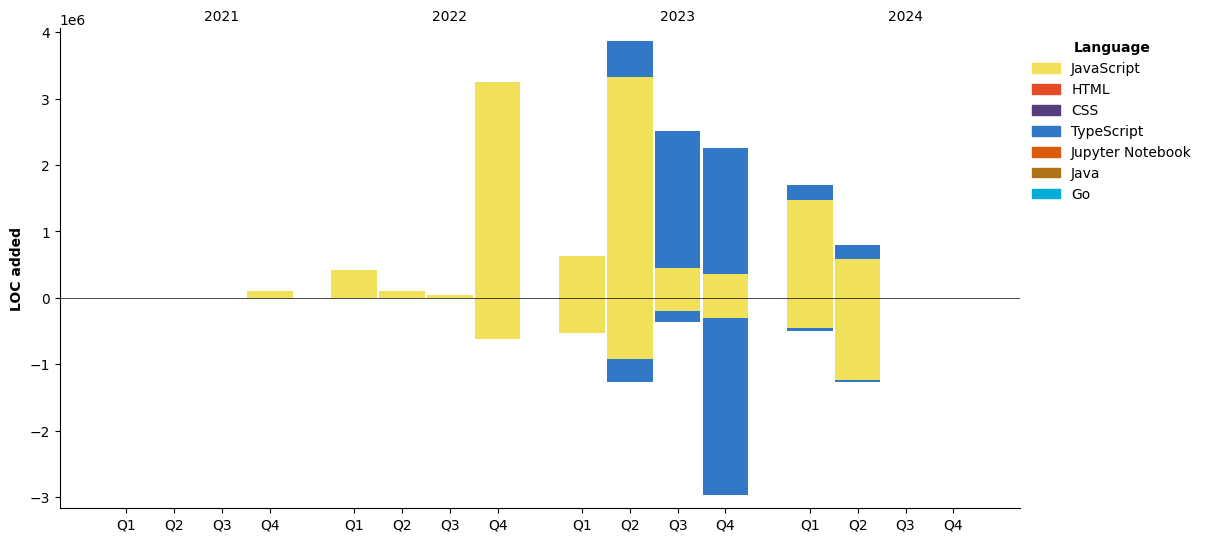 2021 2022 2023 2024
1e6
Language
JavaScript
HTML
CSS
TypeScript
Jupyter Notebook
Java
Go
LOC added
4
3
2
1
0
−1
−2
−3
Q1 Q2 Q3 Q4 Q1 Q2 Q3 Q4 Q1 Q2 Q3 Q4 Q1 Q2 Q3 Q4